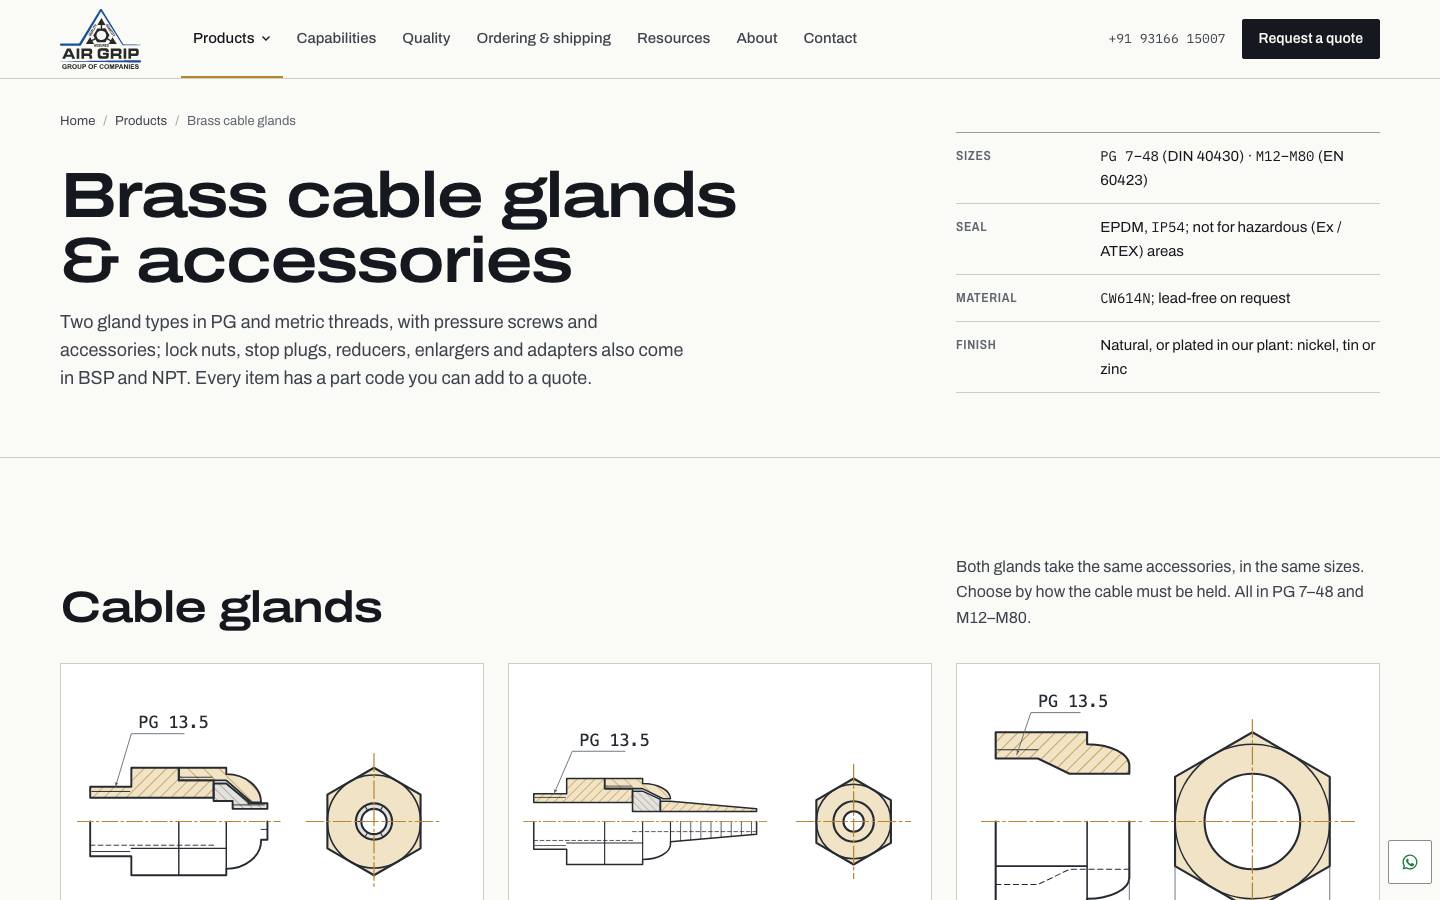 AIR GRIP
GROUP OF COMPANIES
Products
Capabilities
Quality
Ordering & shipping
Resources
About
Contact
+91 93166 15007
Request a quote
Home / Products / Brass cable glands
Brass cable glands
& accessories
Two gland types in PG and metric threads, with pressure screws and
accessories; lock nuts, stop plugs, reducers, enlargers and adapters also come
in BSP and NPT. Every item has a part code you can add to a quote.
SIZES
PG 7–48 (DIN 40430) · M12–M80 (EN
60423)
SEAL
EPDM, IP54; not for hazardous (Ex /
ATEX) areas
MATERIAL
CW614N; lead-free on request
FINISH
Natural, or plated in our plant: nickel, tin or
zinc
Cable glands
Both glands take the same accessories, in the same sizes.
Choose by how the cable must be held. All in PG 7–48 and
M12–M80.
PG 13.5
PG 13.5
PG 13.5